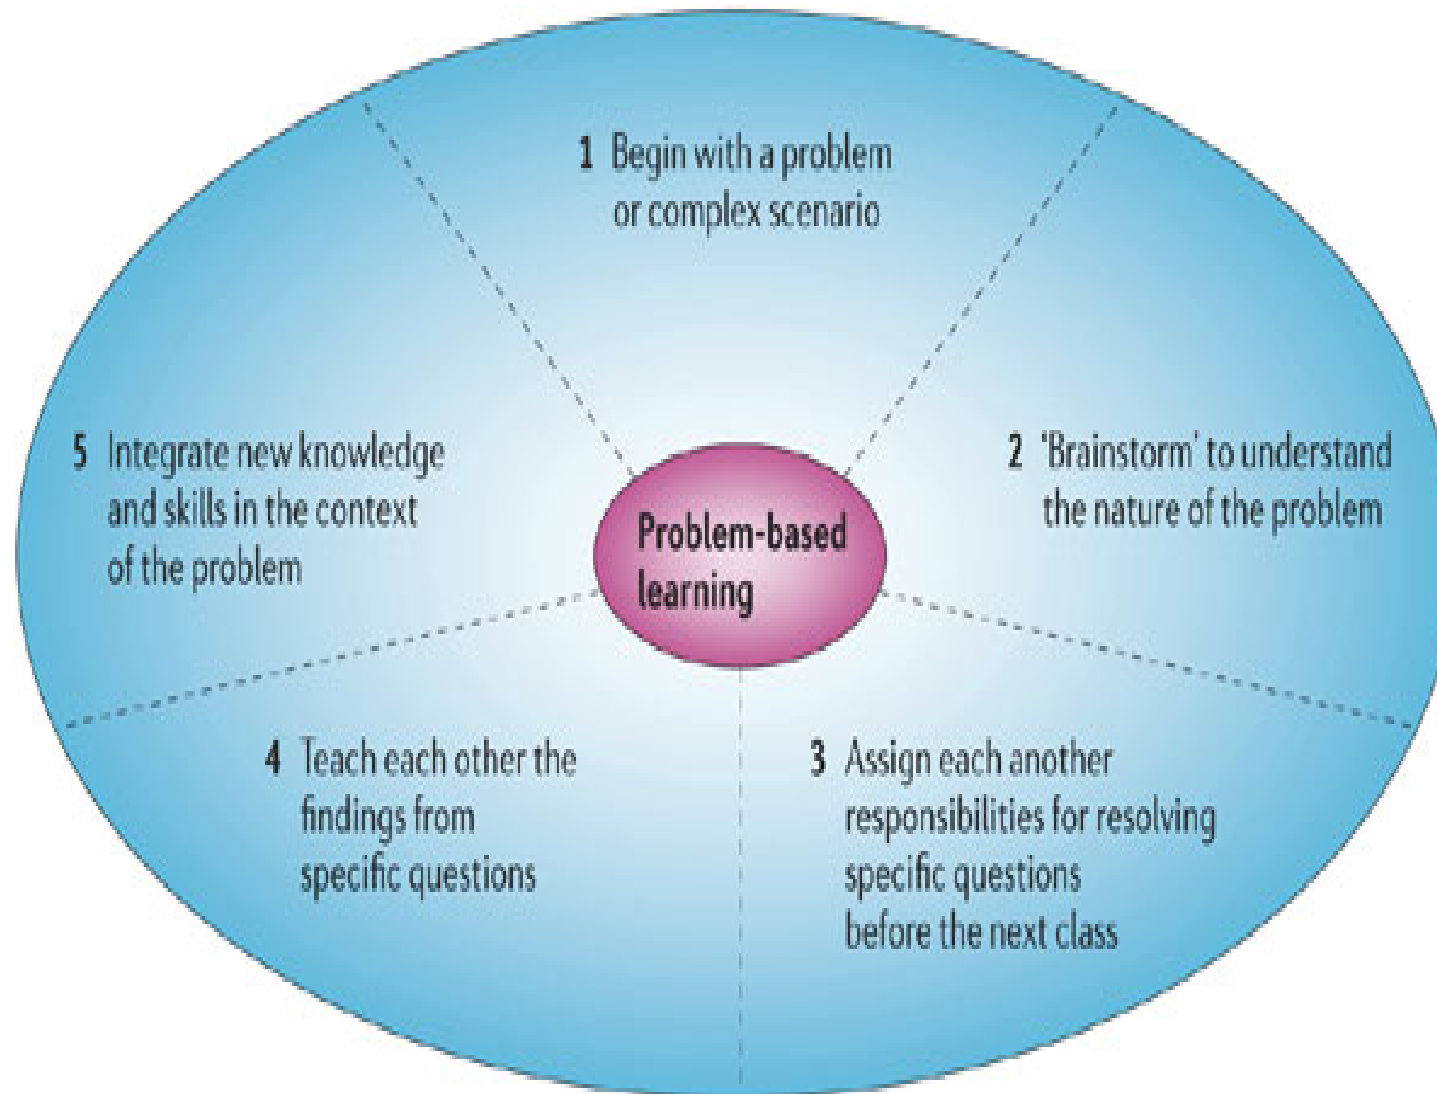 1 Begin with a problem
or complex scenario
2 'Brainstorm' to understand
the nature of the problem
3 Assign each another
responsibilities for resolving
specific questions
before the next class
4 Teach each other the
findings from
specific questions
5 Integrate new knowledge
and skills in the context
of the problem
Problem-based
learning